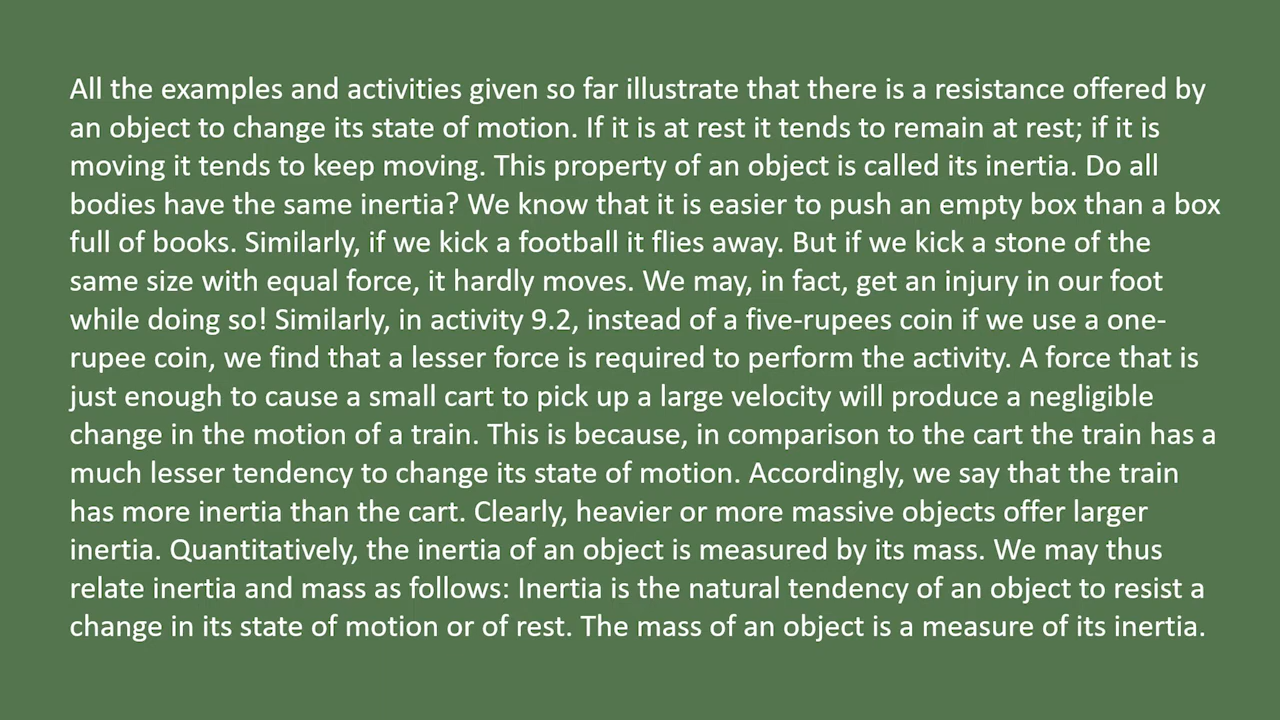 All the examples and activities given so far illustrate that there is a resistance offered by
an object to change its state of motion. If it is at rest it tends to remain at rest; if it is
moving it tends to keep moving. This property of an object is called its inertia. Do all
bodies have the same inertia? We know that it is easier to push an empty box than a box
full of books. Similarly, if we kick a football it flies away. But if we kick a stone of the
same size with equal force, it hardly moves. We may, in fact, get an injury in our foot
while doing so! Similarly, in activity 9.2, instead of a five-rupees coin if we use a one-
rupee coin, we find that a lesser force is required to perform the activity. A force that is
just enough to cause a small cart to pick up a large velocity will produce a negligible
change in the motion of a train. This is because, in comparison to the cart the train has a
much lesser tendency to change its state of motion. Accordingly, we say that the train
has more inertia than the cart. Clearly, heavier or more massive objects offer larger
inertia. Quantitatively, the inertia of an object is measured by its mass. We may thus
relate inertia and mass as follows: Inertia is the natural tendency of an object to resist a
change in its state of motion or of rest. The mass of an object is a measure of its inertia.